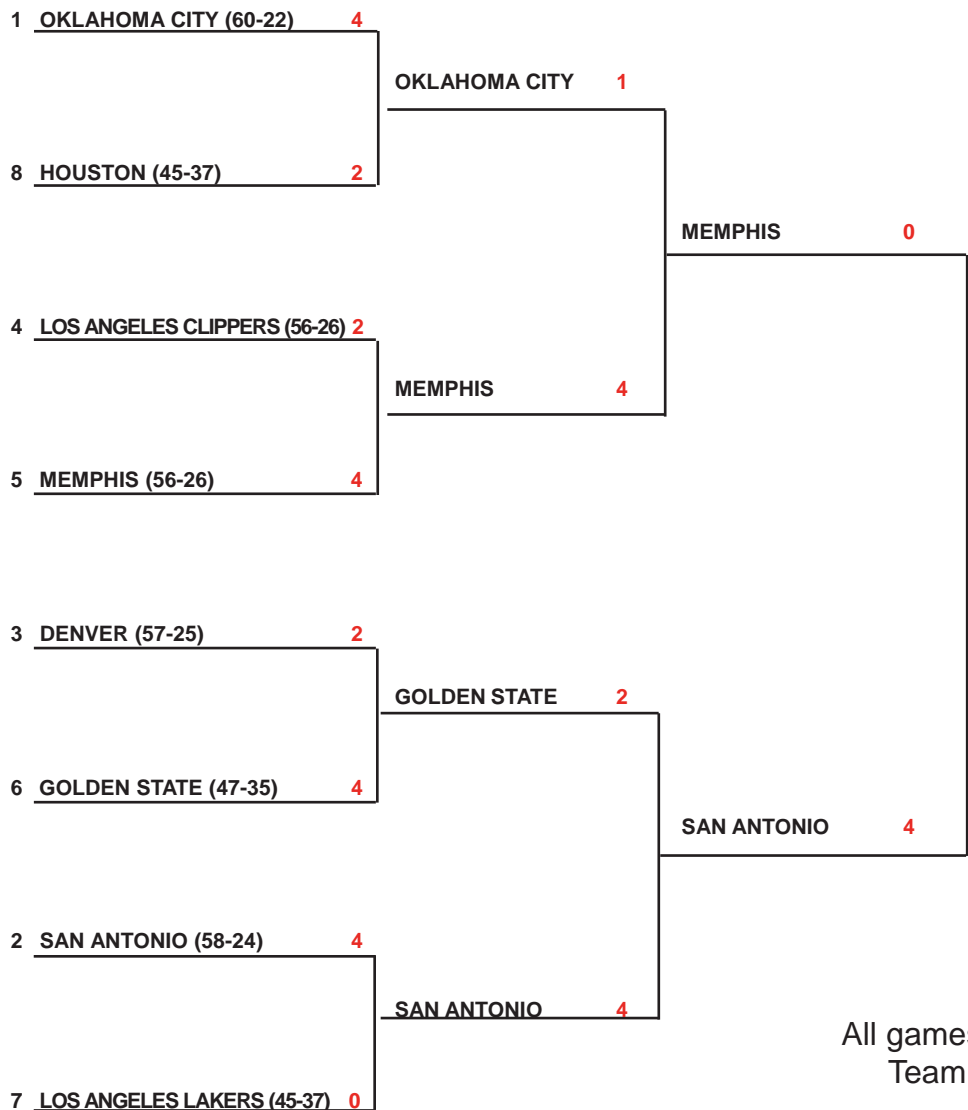 1 OKLAHOMA CITY (60-22) 4
OKLAHOMA CITY 1
8 HOUSTON (45-37) 2
MEMPHIS 0
4 LOS ANGELES CLIPPERS (56-26) 2
MEMPHIS 4
5 MEMPHIS (56-26) 4
3 DENVER (57-25) 2
GOLDEN STATE 2
6 GOLDEN STATE (47-35) 4
SAN ANTONIO 4
2 SAN ANTONIO (58-24) 4
SAN ANTONIO 4
All games
Team
7 LOS ANGELES LAKERS (45-37) 0